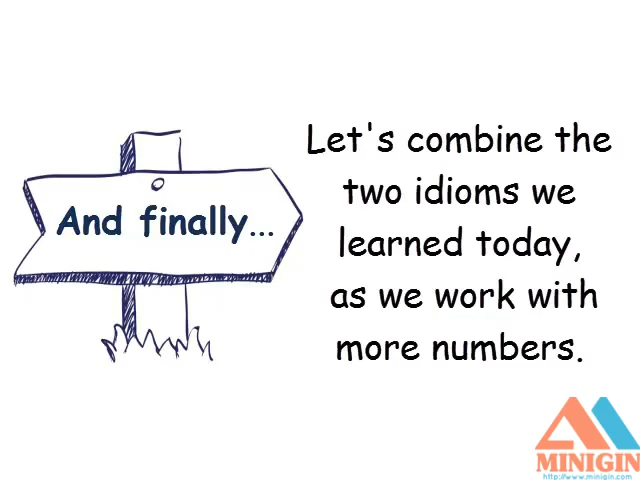 And finally...
Let's combine the
two idioms we
learned today,
as we work with
more numbers.
MINIGIN
http://www.minigin.com